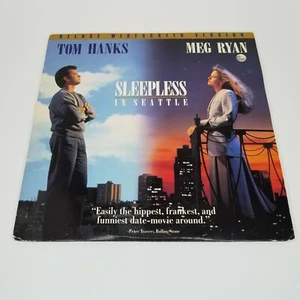 DELUXE WIDESCREEN VERSION
TOM HANKS MEG RYAN
SLEEPLESS
IN SEATTLE
"Easily the hippest, frankest, and
funniest date-movie around."
-Peter Travers, Rolling Stone